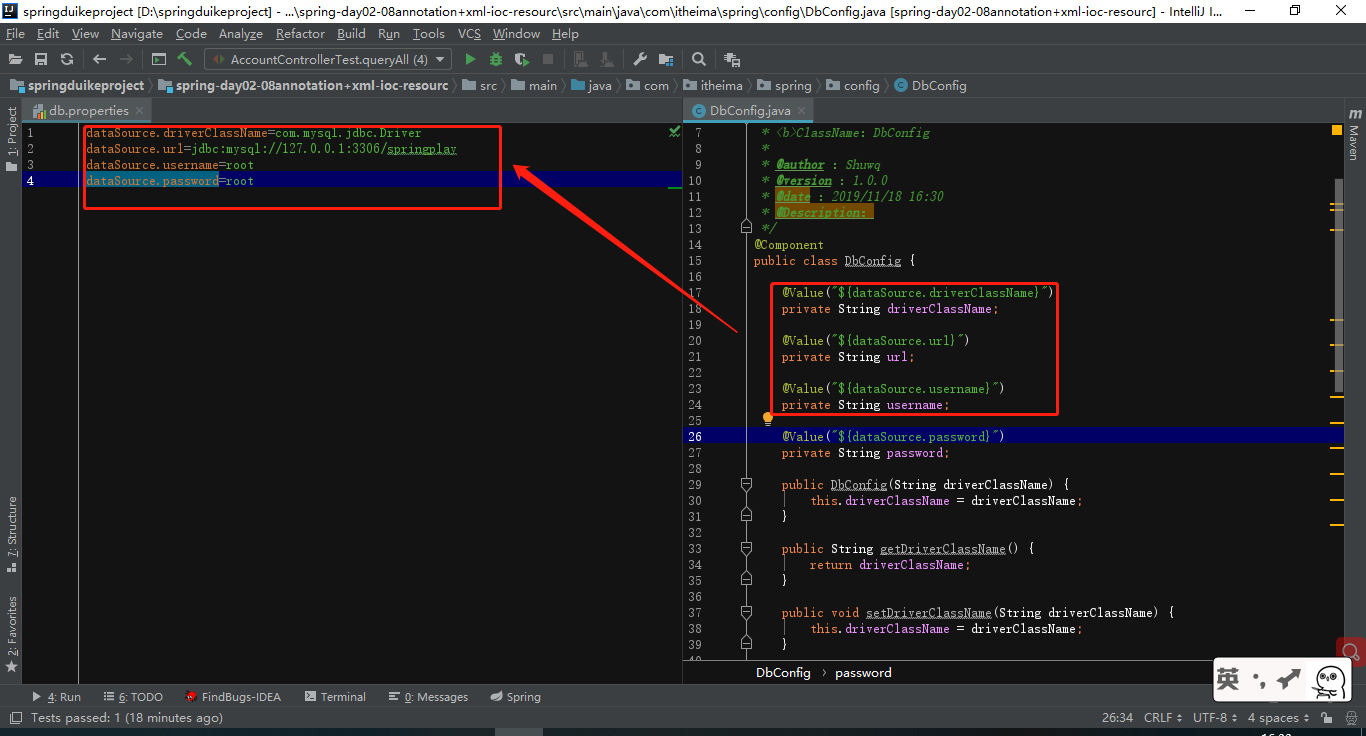 springduikeproject [D:\springduikeproject] - ...\spring-day02-08annotation+xml-ioc-resourc\src\main\java\com\itheima\spring\config\DbConfig.java [spring-day02-08annotation+xml-ioc-resourc] - IntelliJ I...
File Edit View Navigate Code Analyze Refactor Build Run Tools VCS Window Help
AccountControllerTest.queryAll (4)
springduikeproject spring-day02-08annotation+xml-ioc-resourc src main java com itheima spring config DbConfig
1: Project
db.properties
1 dataSource.driverClassName=com.mysql.jdbc.Driver
2 dataSource.url=jdbc:mysql://127.0.0.1:3306/springplay
3 dataSource.username=root
4 dataSource.password=root
DbConfig.java
7 * <b>ClassName: DbConfig
8 *
9 * @author : Shuwq
10 * @version : 1.0.0
11 * @date : 2019/11/18 16:30
12 * @Description:
13 */
14 @Component
15 public class DbConfig {
16
17 @Value("${dataSource.driverClassName}")
18 private String driverClassName;
19
20 @Value("${dataSource.url}")
21 private String url;
22
23 @Value("${dataSource.username}")
24 private String username;
25
26 @Value("${dataSource.password}")
27 private String password;
28
29 public DbConfig(String driverClassName) {
30 this.driverClassName = driverClassName;
31 }
32
33 public String getDriverClassName() {
34 return driverClassName;
35 }
36
37 public void setDriverClassName(String driverClassName) {
38 this.driverClassName = driverClassName;
39 }
DbConfig password
m Maven
7: Structure
2: Favorites
英
4: Run 6: TODO FindBugs-IDEA Terminal 0: Messages Spring
Tests passed: 1 (18 minutes ago)
26:34 CRLF UTF-8 4 spaces